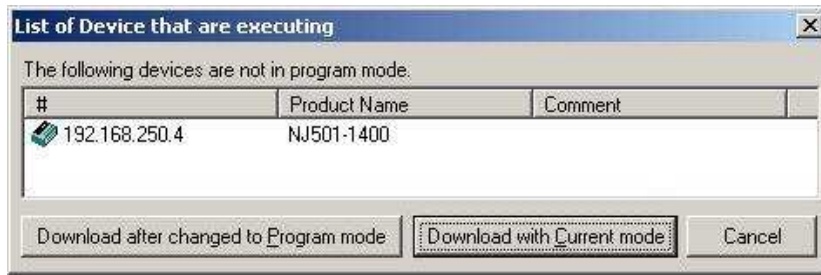 List of Device that are executing
The following devices are not in program mode.
# Product Name Comment
192.168.250.4 NJ501-1400
Download after changed to Program mode Download with Current mode Cancel